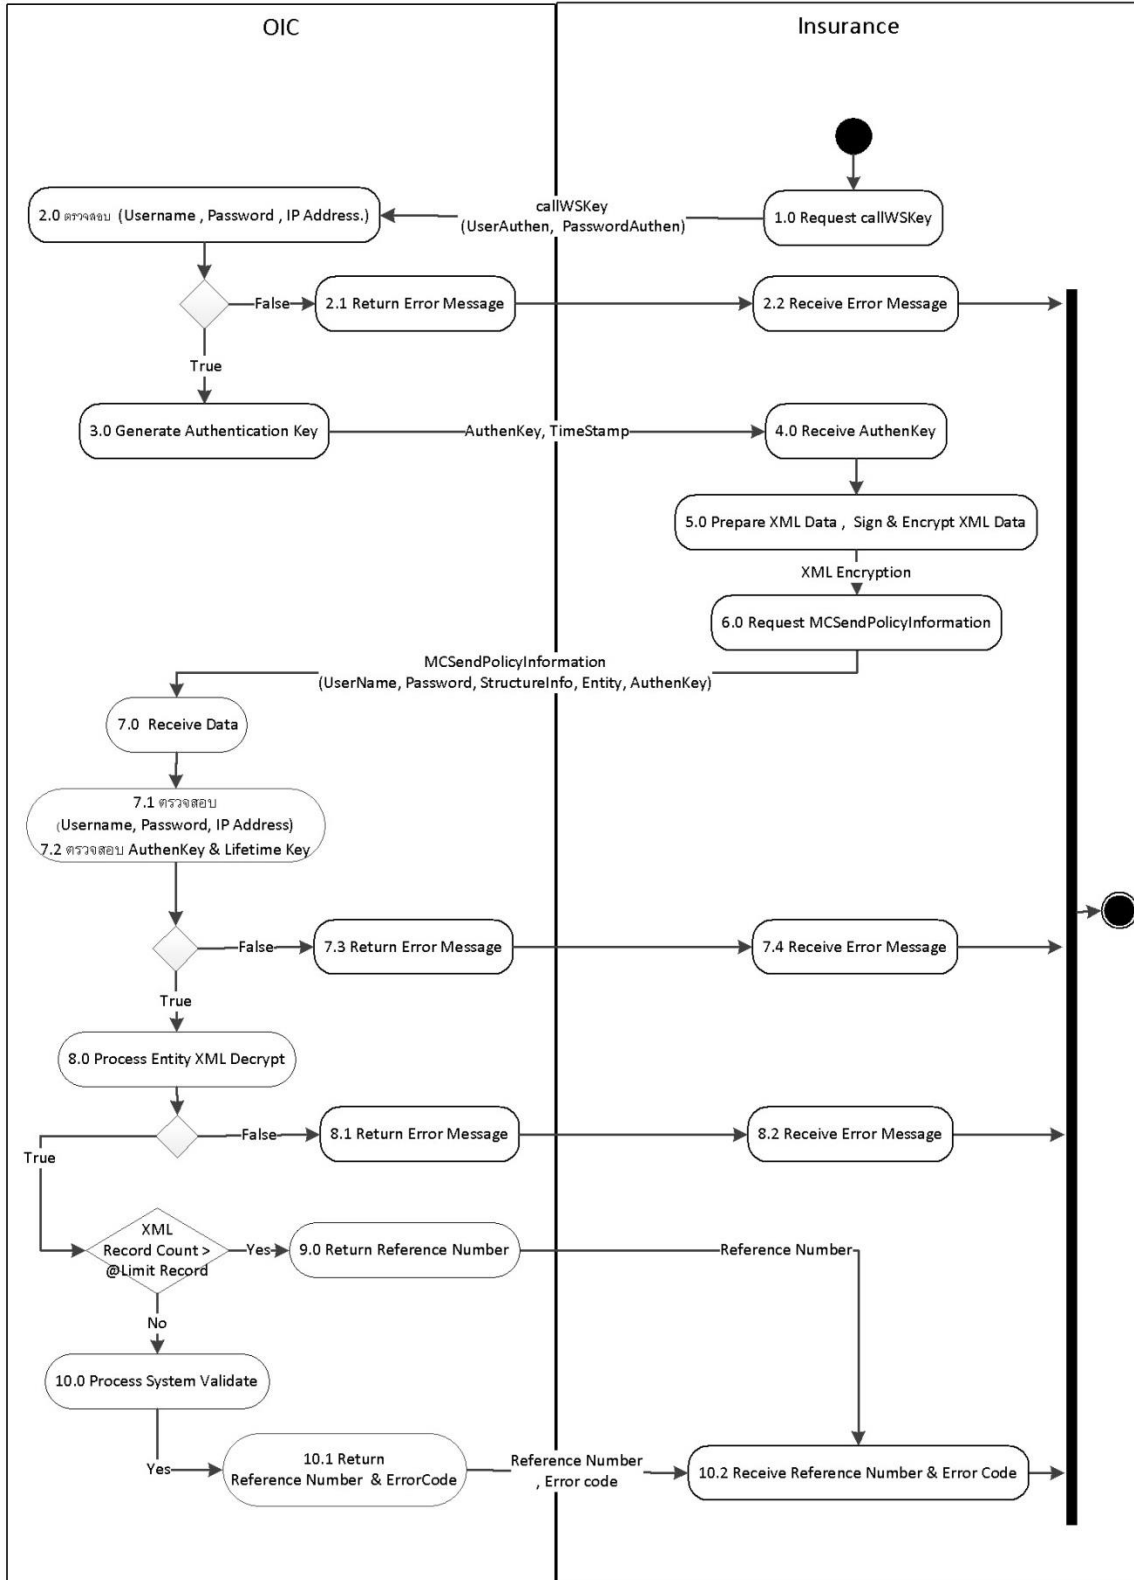 OIC
Insurance
2.0 ตรวจสอบ (Username , Password , IP Address.)
callWSKey
(UserAuthen, PasswordAuthen)
1.0 Request callWSKey
False
2.1 Return Error Message
2.2 Receive Error Message
True
3.0 Generate Authentication Key
AuthenKey, TimeStamp
4.0 Receive AuthenKey
5.0 Prepare XML Data , Sign & Encrypt XML Data
XML Encryption
6.0 Request MCSendPolicyInformation
MCSendPolicyInformation
(UserName, Password, StructureInfo, Entity, AuthenKey)
7.0 Receive Data
7.1 ตรวจสอบ
(Username, Password, IP Address)
7.2 ตรวจสอบ AuthenKey & Lifetime Key
False
7.3 Return Error Message
7.4 Receive Error Message
True
8.0 Process Entity XML Decrypt
False
8.1 Return Error Message
8.2 Receive Error Message
True
XML
Record Count >
@Limit Record
Yes
9.0 Return Reference Number
Reference Number
No
10.0 Process System Validate
Yes
10.1 Return
Reference Number & ErrorCode
Reference Number
, Error code
10.2 Receive Reference Number & Error Code